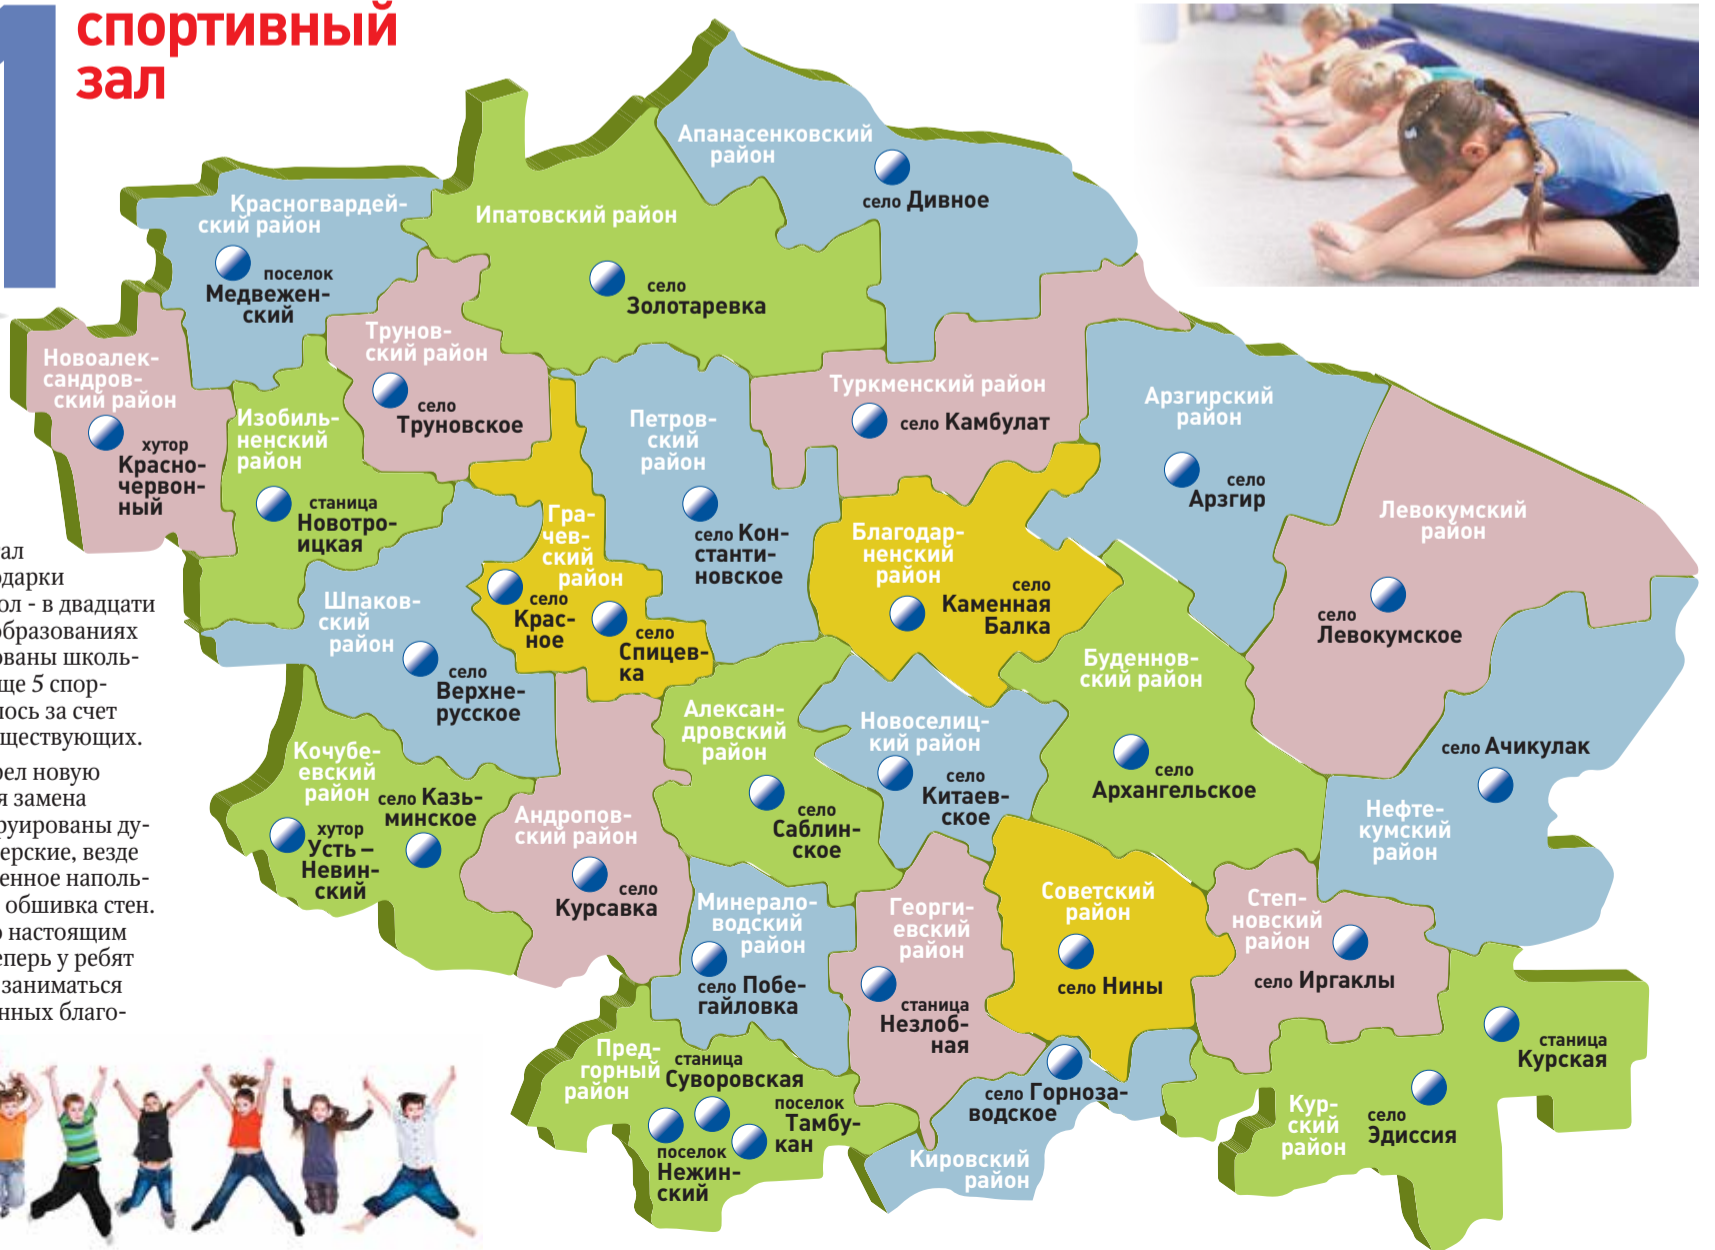 1
спортивный
зал
Апанасенковский
район
село Дивное
Красногвардей-
ский район
поселок
Медвежен-
ский
Ипатовский район
село
Золотаревка
Трунов-
ский район
село
Труновское
Новоалек-
сандров-
ский район
хутор
Красно-
червон-
ный
Изобиль-
ненский
район
станица
Новотро-
ицкая
Петров-
ский
район
село Кон-
станти-
новское
Туркменский район
село Камбулат
Арзгирский
район
село
Арзгир
Левокумский
район
село
Левокумское
Гра-
чев-
ский
район
село
Крас-
ное
село
Спицев-
ка
Благодар-
ненский
район
село
Каменная
Балка
Шпаков-
ский
район
село
Верхне-
русское
Буденнов-
ский район
село
Архангельское
Алексан-
дровский
район
село
Саблин-
ское
Новоселиц-
кий район
село
Китаев-
ское
село Ачикулак
Нефте-
кумский
район
Кочубе-
евский
район
село Казь-
минское
хутор
Усть –
Невин-
ский
Андропов-
ский район
село
Курсавка
Минерало-
водский
район
село Побе-
гайловка
Георги-
евский
район
станица
Незлоб-
ная
Советский
район
село Нины
Степ-
новский
район
село Иргаклы
станица
Курская
село
Эдиссия
Кур-
ский
район
Пред-
горный
район
станица
Суворовская
поселок
Тамбу-
кан
поселок
Нежин-
ский
село Горноза-
водское
Кировский
район
ал
одарки
ол - в двадцати
образованиях
ованы школь-
ще 5 спор-
лось за счет
уществующих.
рел новую
я замена
труированы ду-
ерские, везде
енное наполь-
обшивка стен.
о настоящим
еперь у ребят
заниматься
нных благо-